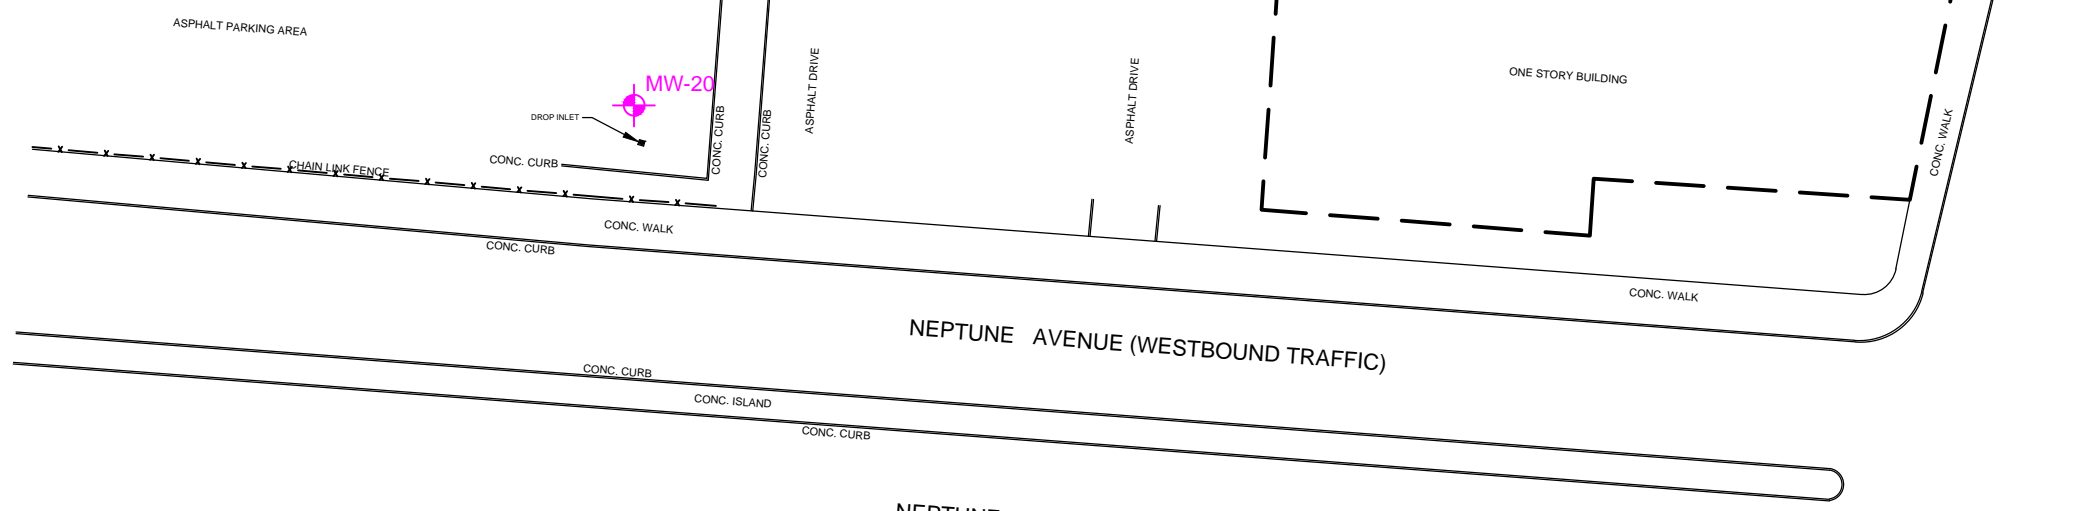 ASPHALT PARKING AREA
MW-20
DROP INLET
CONC. CURB
CONC. CURB
CONC. CURB
ASPHALT DRIVE
ASPHALT DRIVE
ONE STORY BUILDING
CONC. WALK
CHAIN LINK FENCE
CONC. WALK
CONC. CURB
CONC. WALK
NEPTUNE AVENUE (WESTBOUND TRAFFIC)
CONC. CURB
CONC. ISLAND
CONC. CURB
NEPTUNE